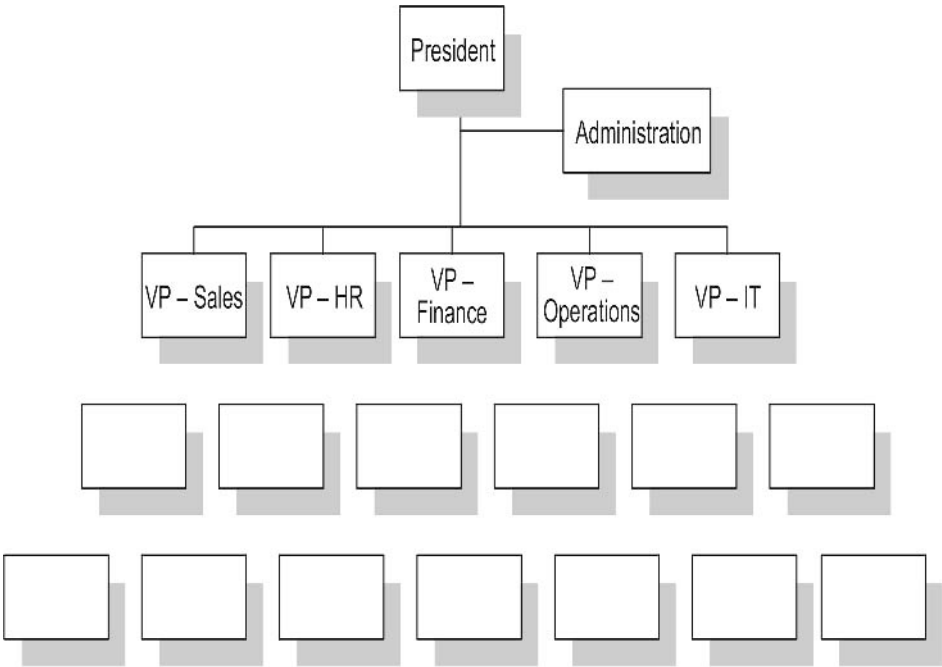 President
Administration
VP – Sales
VP – HR
VP –
Finance
VP –
Operations
VP – IT